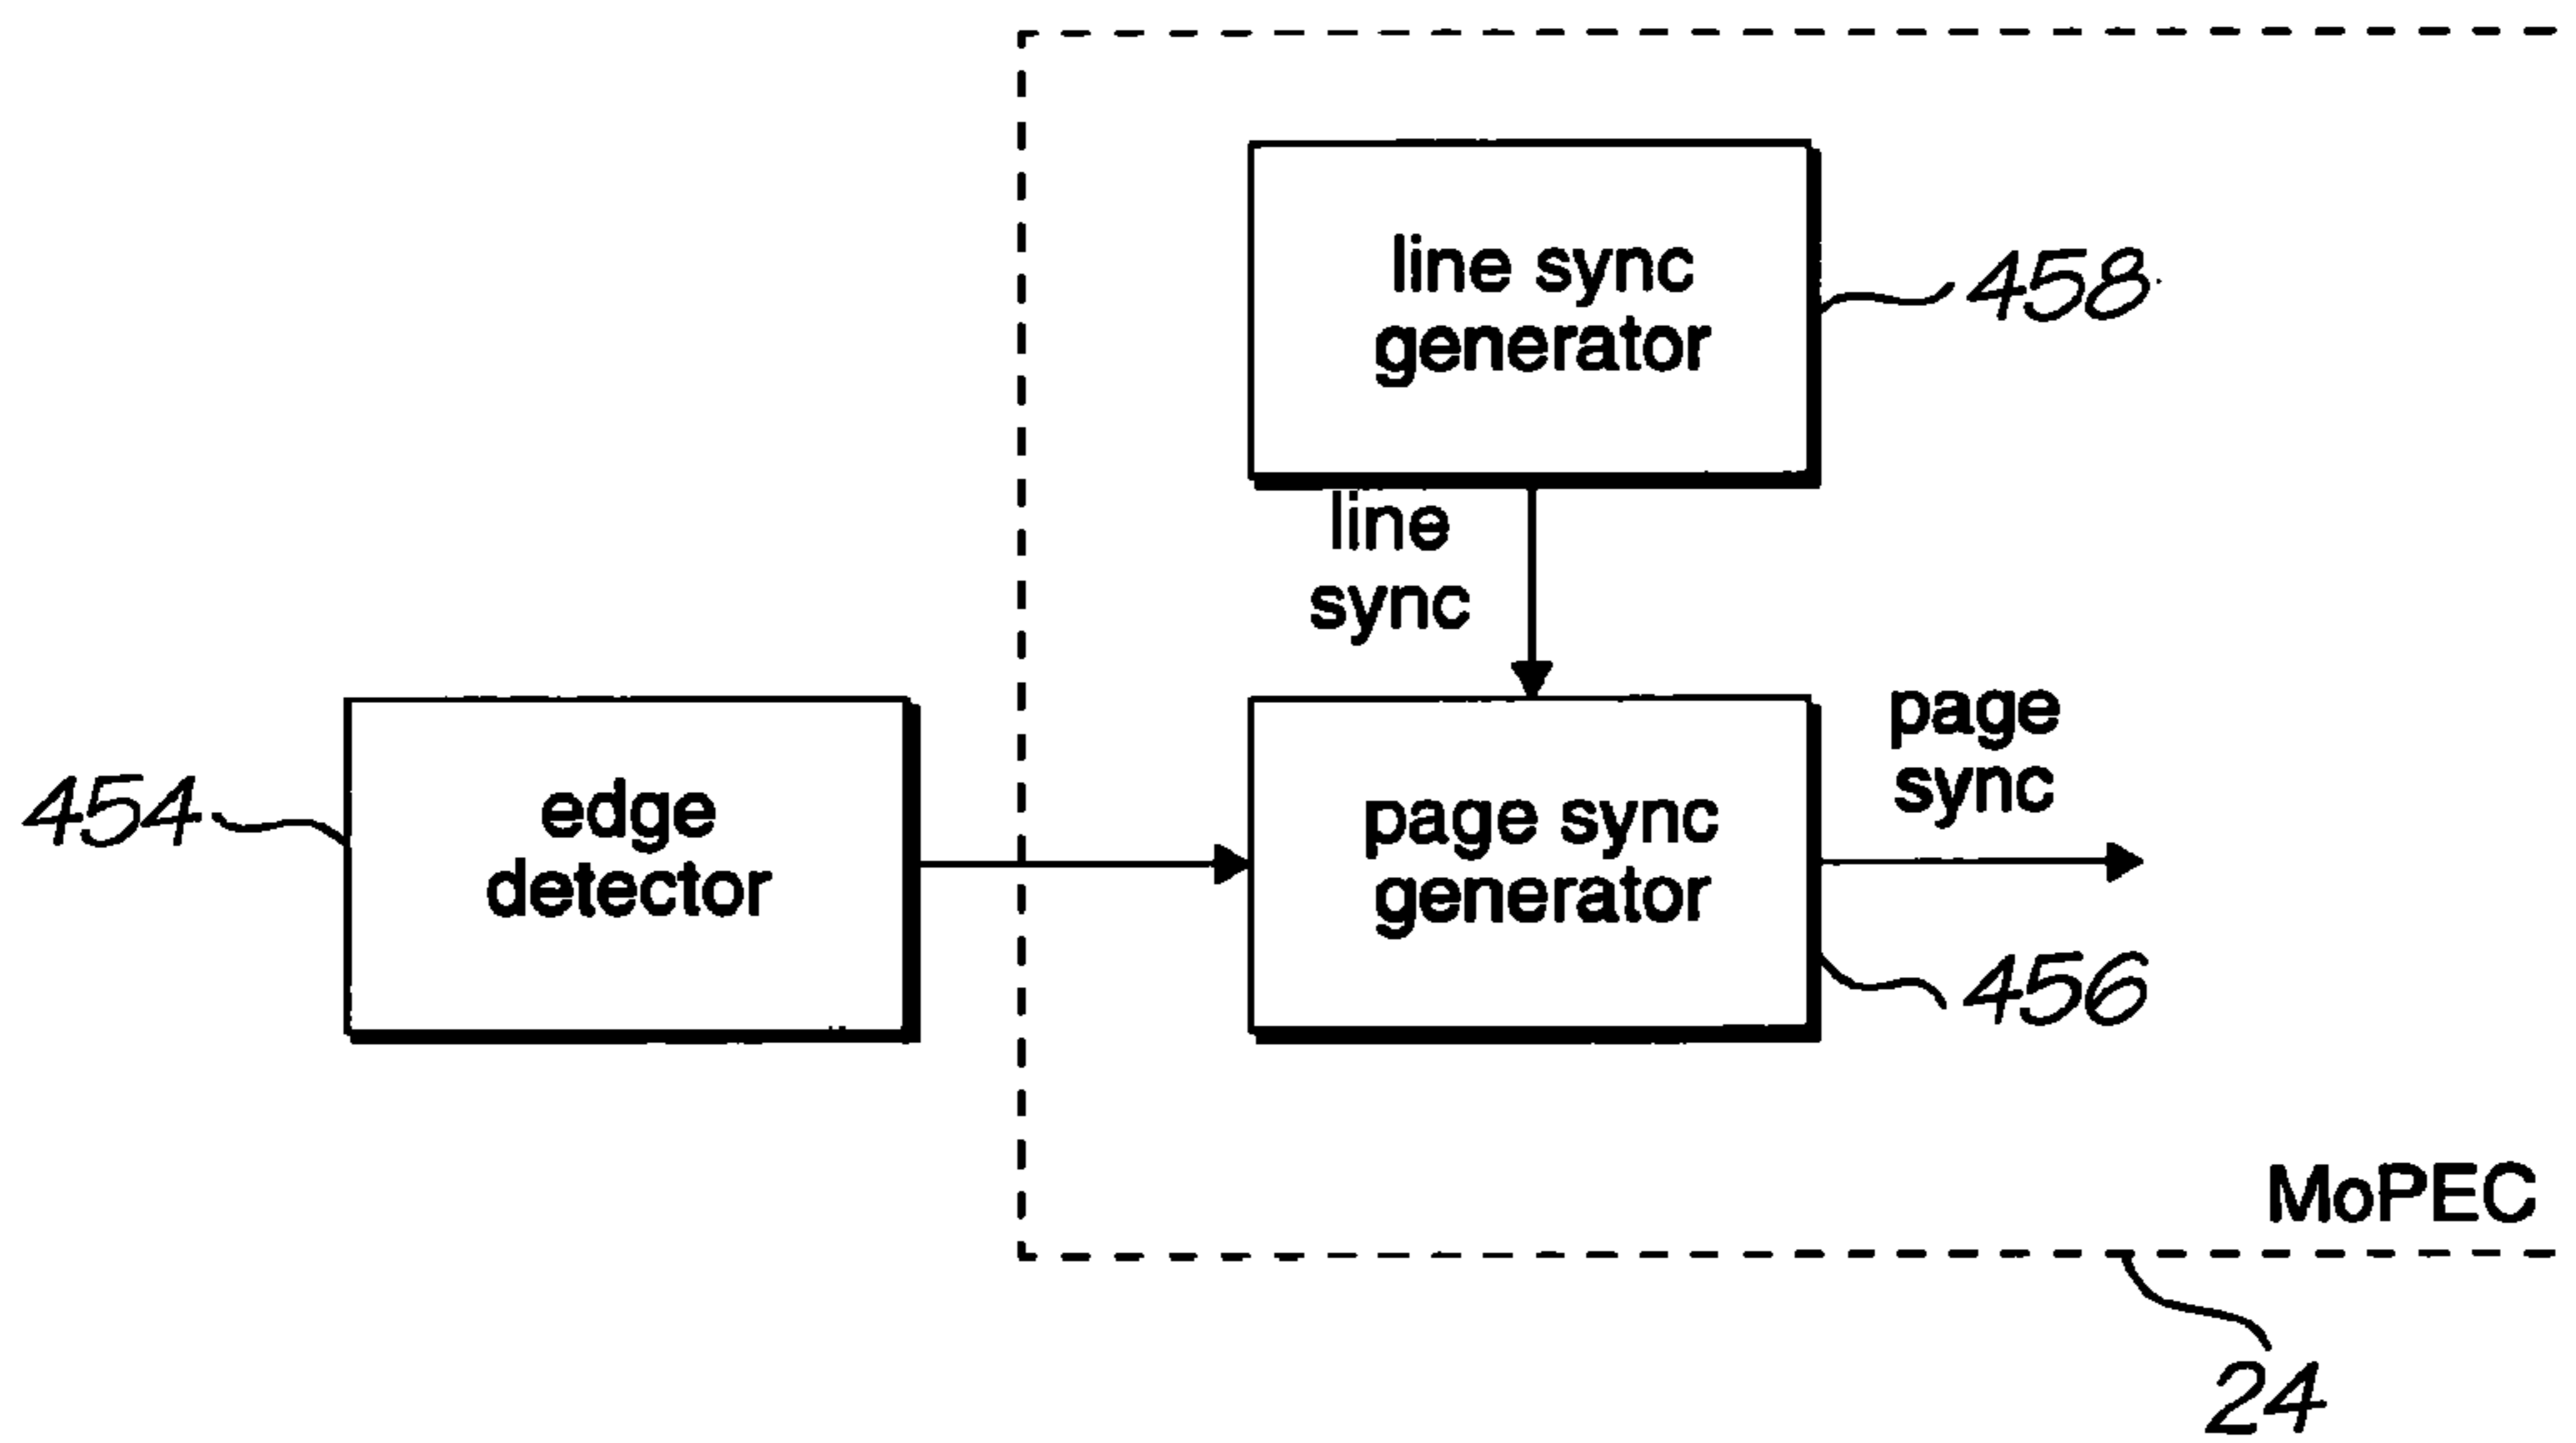 line sync
generator
458
line
sync
page
sync
454
edge
detector
page sync
generator
456
MoPEC
24